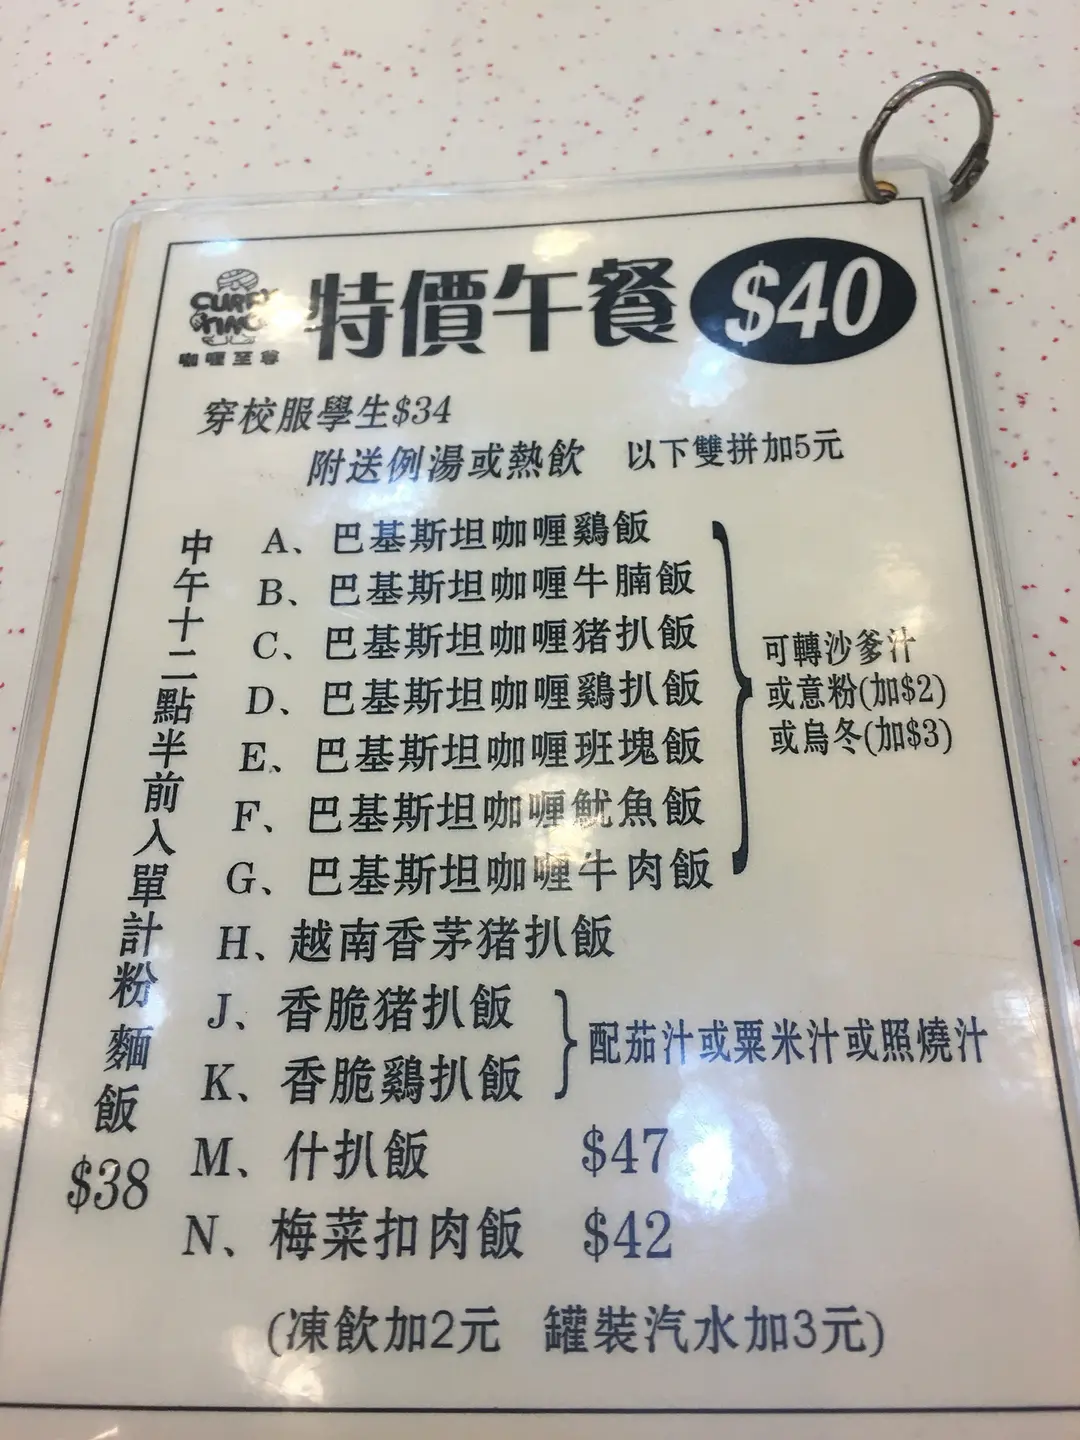 CURRY KING
咖喱至尊
特價午餐 $40
穿校服學生$34
附送例湯或熱飲 以下雙拼加5元
中午十二點半前入單計粉麵飯$38
A、巴基斯坦咖喱鷄飯
B、巴基斯坦咖喱牛腩飯
C、巴基斯坦咖喱猪扒飯
D、巴基斯坦咖喱鷄扒飯
E、巴基斯坦咖喱班塊飯
F、巴基斯坦咖喱魷魚飯
G、巴基斯坦咖喱牛肉飯
可轉沙爹汁
或意粉(加$2)
或烏冬(加$3)
H、越南香茅猪扒飯
J、香脆猪扒飯
K、香脆鷄扒飯
配茄汁或粟米汁或照燒汁
M、什扒飯 $47
N、梅菜扣肉飯 $42
(凍飲加2元 罐裝汽水加3元)